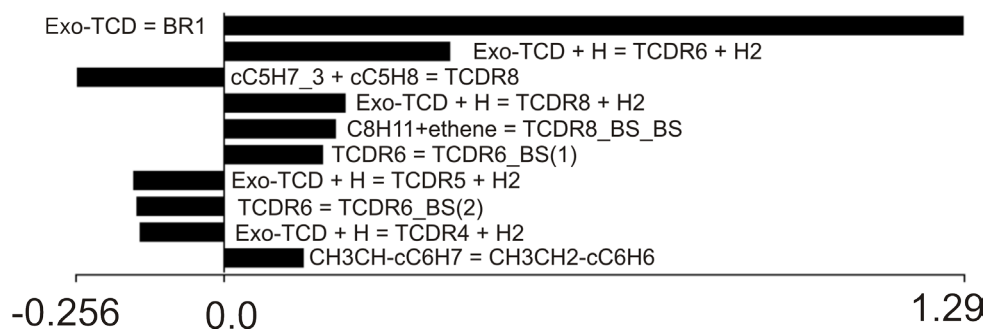 Exo-TCD = BR1
Exo-TCD + H = TCDR6 + H2
cC5H7_3 + cC5H8 = TCDR8
Exo-TCD + H = TCDR8 + H2
C8H11+ethene = TCDR8_BS_BS
TCDR6 = TCDR6_BS(1)
Exo-TCD + H = TCDR5 + H2
TCDR6 = TCDR6_BS(2)
Exo-TCD + H = TCDR4 + H2
CH3CH-cC6H7 = CH3CH2-cC6H6
-0.256 0.0 1.29